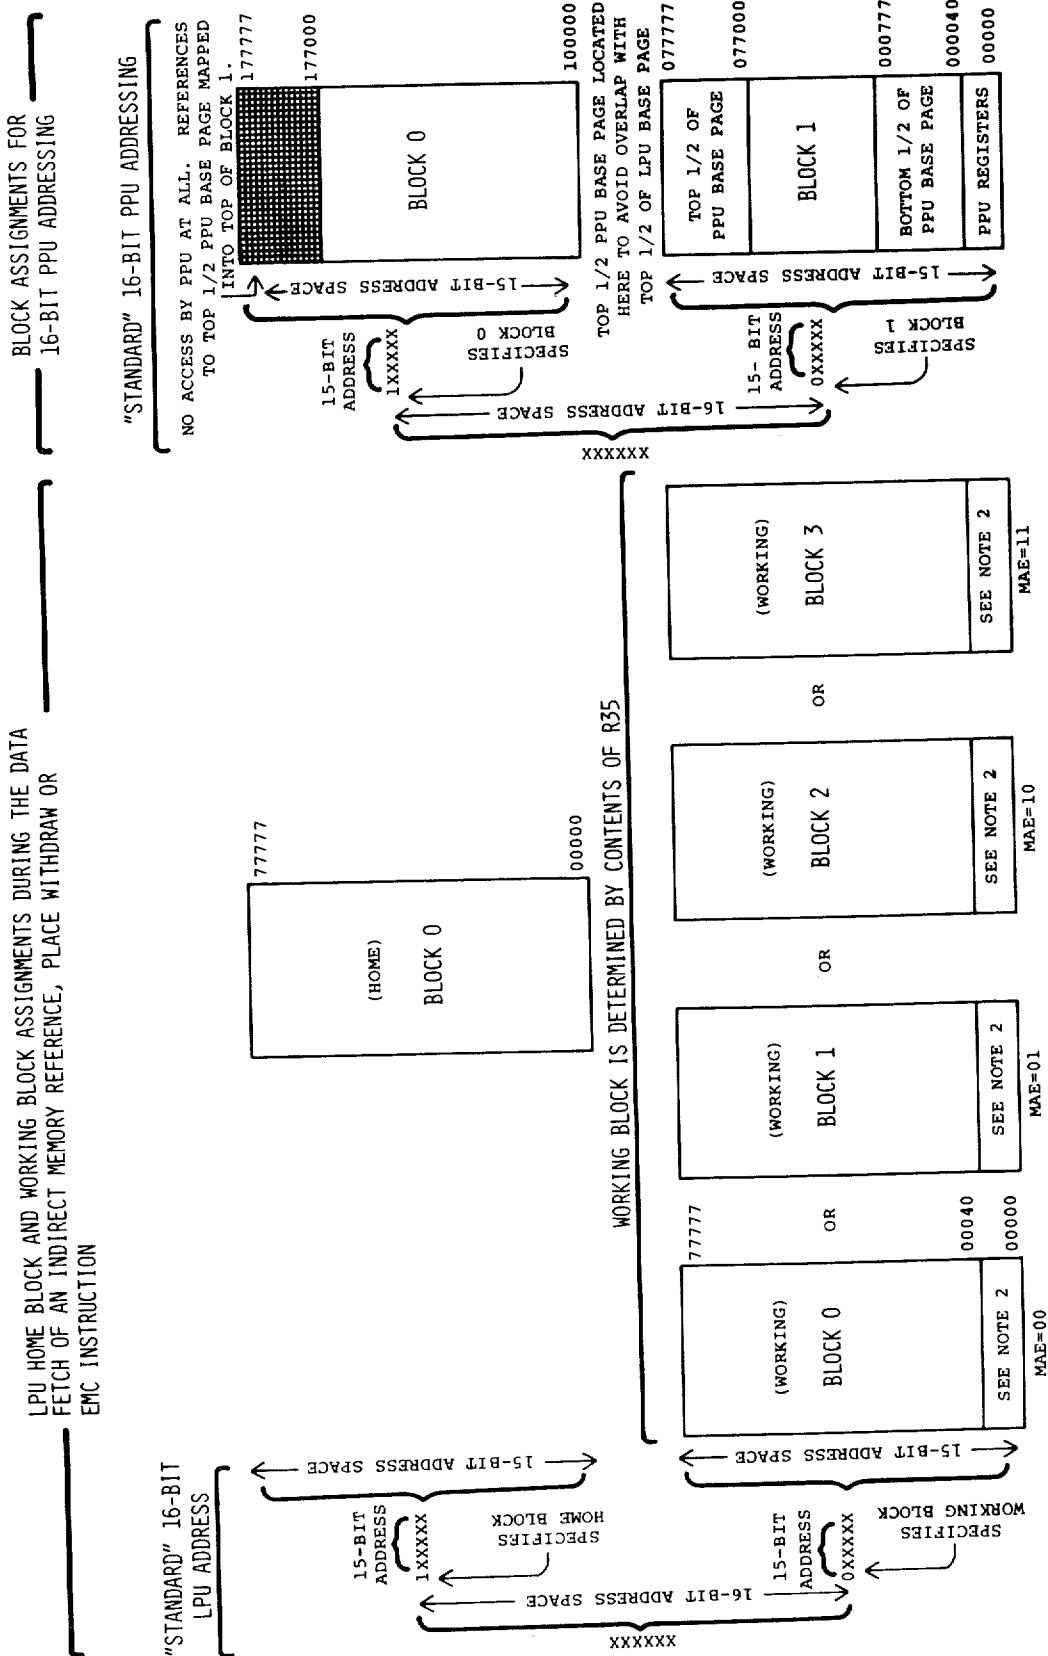 LPU HOME BLOCK AND WORKING BLOCK ASSIGNMENTS DURING THE DATA
FETCH OF AN INDIRECT MEMORY REFERENCE, PLACE WITHDRAW OR
EMC INSTRUCTION
"STANDARD" 16-BIT
LPU ADDRESS
15-BIT
ADDRESS
1XXXXX
SPECIFIES
HOME BLOCK
15-BIT ADDRESS SPACE
77777
(HOME)
BLOCK 0
00000
16-BIT ADDRESS SPACE
XXXXXX
WORKING BLOCK IS DETERMINED BY CONTENTS OF R35
15-BIT
ADDRESS
0XXXXX
SPECIFIES
WORKING BLOCK
15-BIT ADDRESS SPACE
77777
(WORKING)
BLOCK 0
00040
SEE NOTE 2
00000
MAE=00
OR
(WORKING)
BLOCK 1
SEE NOTE 2
MAE=01
OR
(WORKING)
BLOCK 2
SEE NOTE 2
MAE=10
OR
(WORKING)
BLOCK 3
SEE NOTE 2
MAE=11
BLOCK ASSIGNMENTS FOR
16-BIT PPU ADDRESSING
"STANDARD" 16-BIT PPU ADDRESSING
NO ACCESS BY PPU AT ALL. REFERENCES
TO TOP 1/2 PPU BASE PAGE MAPPED
INTO TOP OF BLOCK 1.
177777
177000
15-BIT
ADDRESS
1XXXXX
SPECIFIES
BLOCK 0
15-BIT ADDRESS SPACE
BLOCK 0
100000
16-BIT ADDRESS SPACE
XXXXXX
TOP 1/2 PPU BASE PAGE LOCATED
HERE TO AVOID OVERLAP WITH
TOP 1/2 OF LPU BASE PAGE
077777
TOP 1/2 OF
PPU BASE PAGE
077000
15- BIT
ADDRESS
0XXXXX
SPECIFIES
BLOCK 1
15-BIT ADDRESS SPACE
BLOCK 1
000777
BOTTOM 1/2 OF
PPU BASE PAGE
000040
PPU REGISTERS
00000